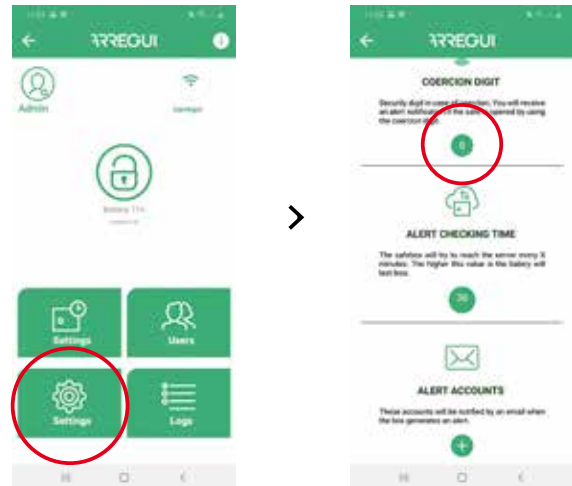 ARREGUI
Admin
Battery 11%
Settings
Users
Settings
Logs
>
ARREGUI
COERCION DIGIT
Security digit in case of coercion. You will receive
an alert notification if the safe is opened by using
the coercion digit.
ALERT CHECKING TIME
The safebox will try to reach the server every X
minutes. The higher this value is the battery will
last less.
30
ALERT ACCOUNTS
These accounts will be notified by an email when
the box generates an alert.